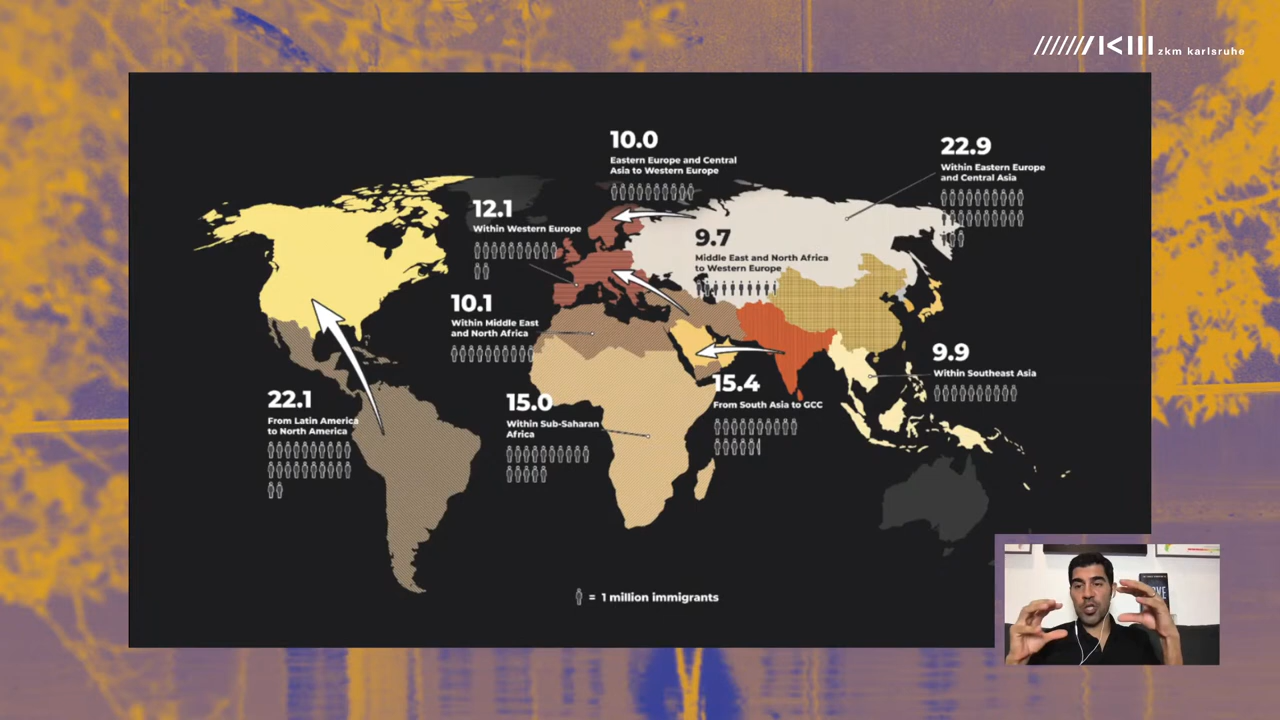 zkm karlsruhe
10.0
Eastern Europe and Central
Asia to Western Europe
22.9
Within Eastern Europe
and Central Asia
12.1
Within Western Europe
9.7
Middle East and North Africa
to Western Europe
10.1
Within Middle East
and North Africa
9.9
Within Southeast Asia
22.1
From Latin America
to North America
15.0
Within Sub-Saharan
Africa
15.4
From South Asia to GCC
= 1 million immigrants